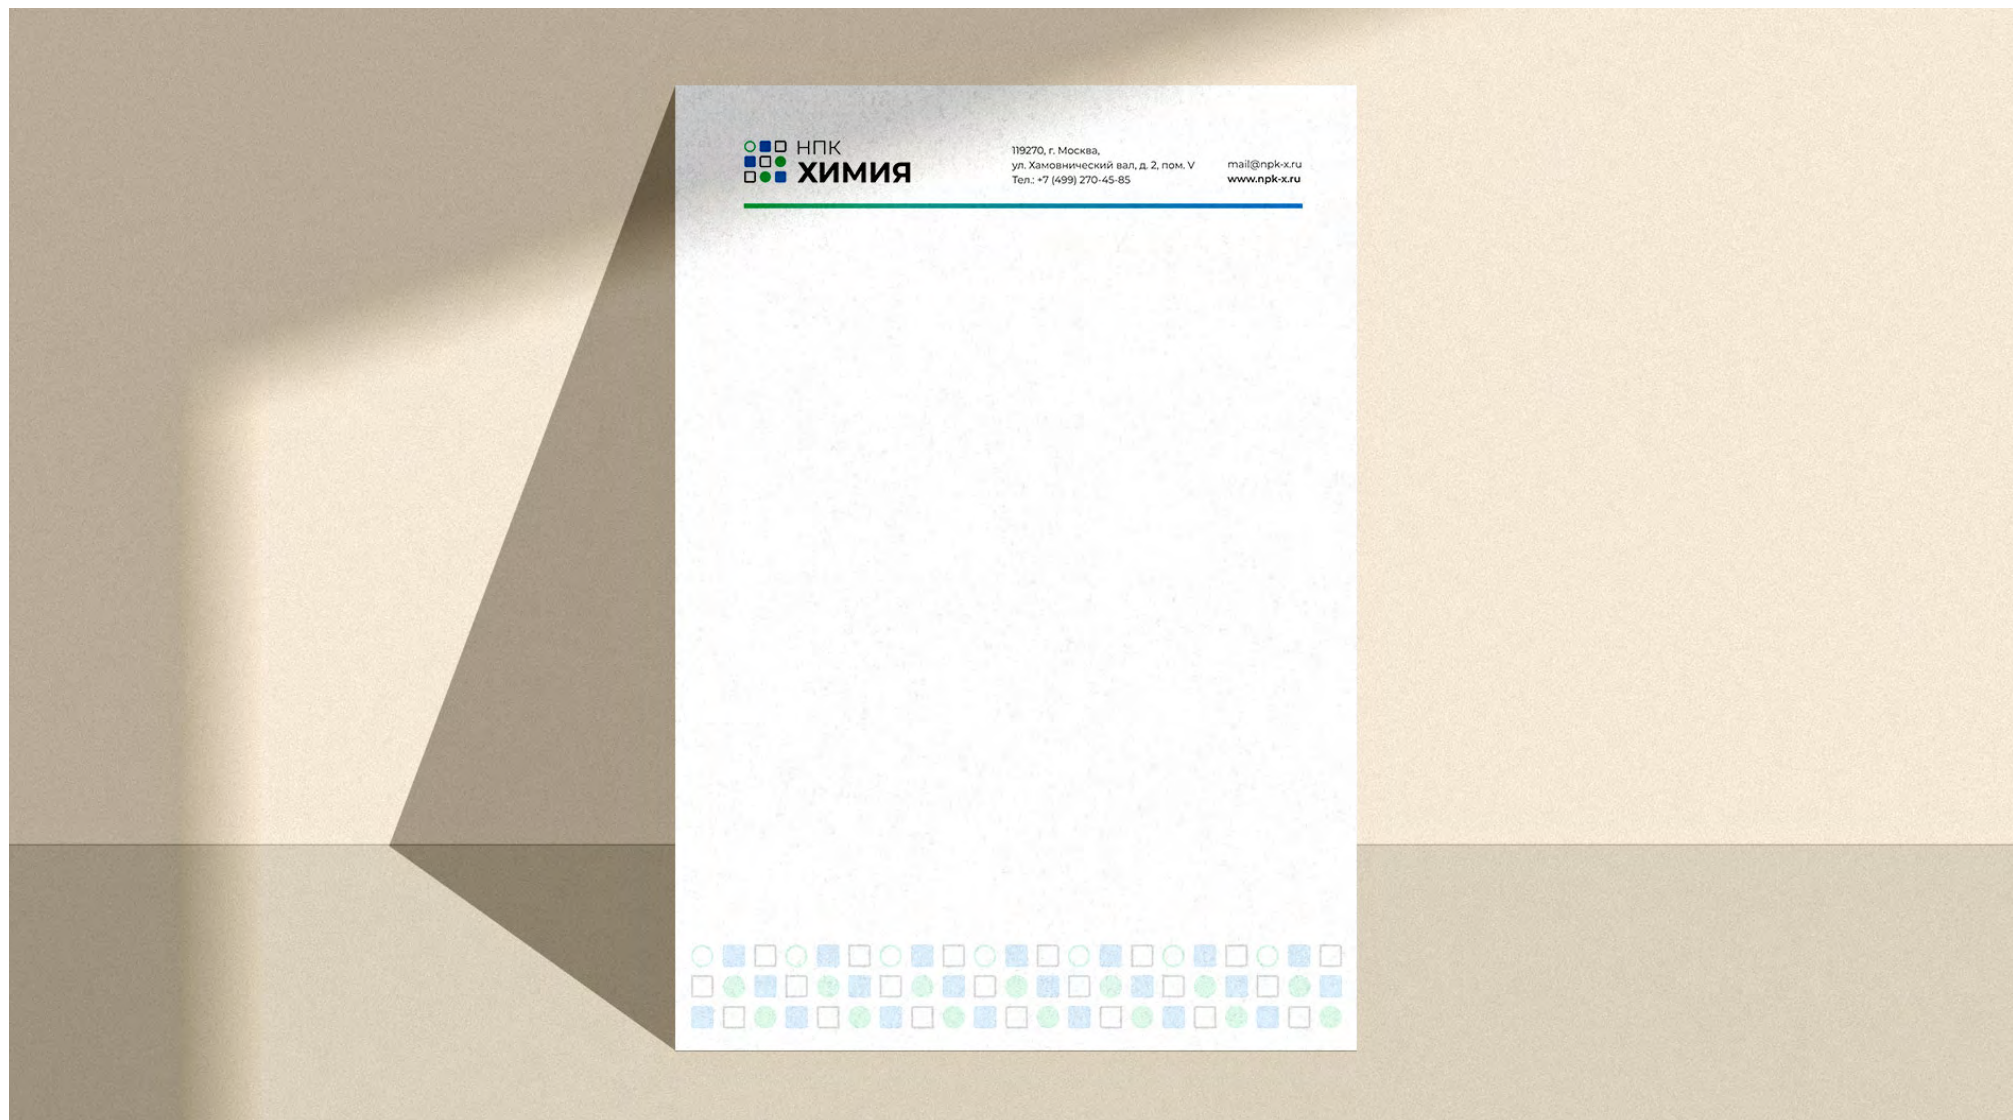 НПК
ХИМИЯ
119270, г. Москва,
ул. Хамовнический вал, д. 2, пом. V
Тел.: +7 (499) 270-45-85
mail@npk-x.ru
www.npk-x.ru